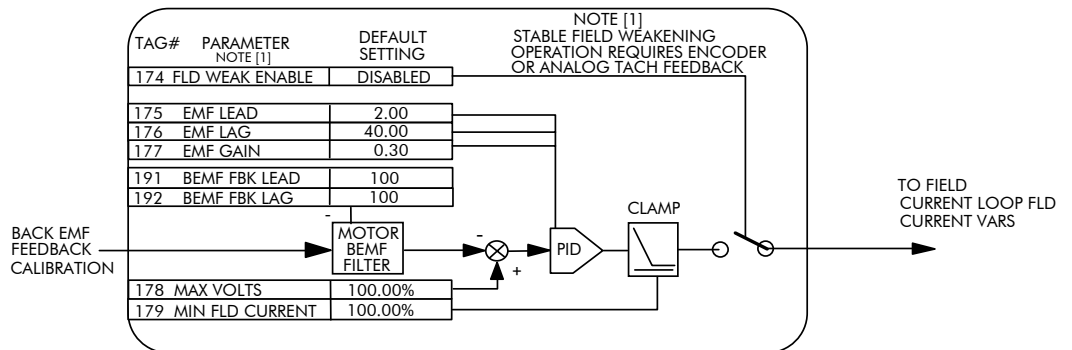 TAG# PARAMETER DEFAULT SETTING
NOTE [1]
174 FLD WEAK ENABLE DISABLED
175 EMF LEAD 2.00
176 EMF LAG 40.00
177 EMF GAIN 0.30
191 BEMF FBK LEAD 100
192 BEMF FBK LAG 100
NOTE [1]
STABLE FIELD WEAKENING
OPERATION REQUIRES ENCODER
OR ANALOG TACH FEEDBACK
BACK EMF
FEEDBACK
CALIBRATION
-
MOTOR
BEMF
FILTER
-
+
PID
CLAMP
TO FIELD
CURRENT LOOP FLD
CURRENT VARS
178 MAX VOLTS 100.00%
179 MIN FLD CURRENT 100.00%